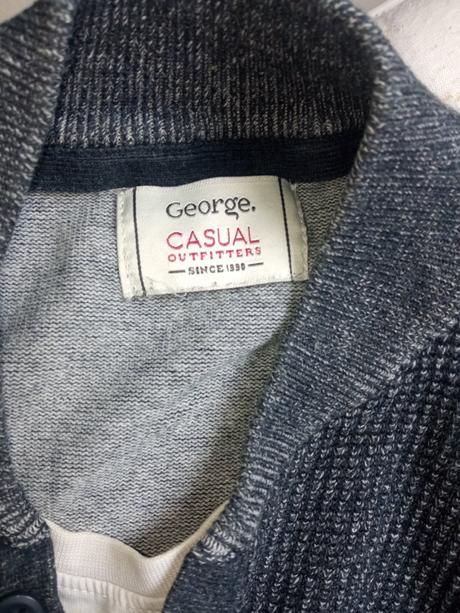 George.
CASUAL
OUTFITTERS
SINCE 1990